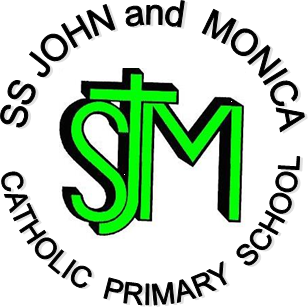 SS JOHN and MONICA
SJM
CATHOLIC PRIMARY SCHOOL